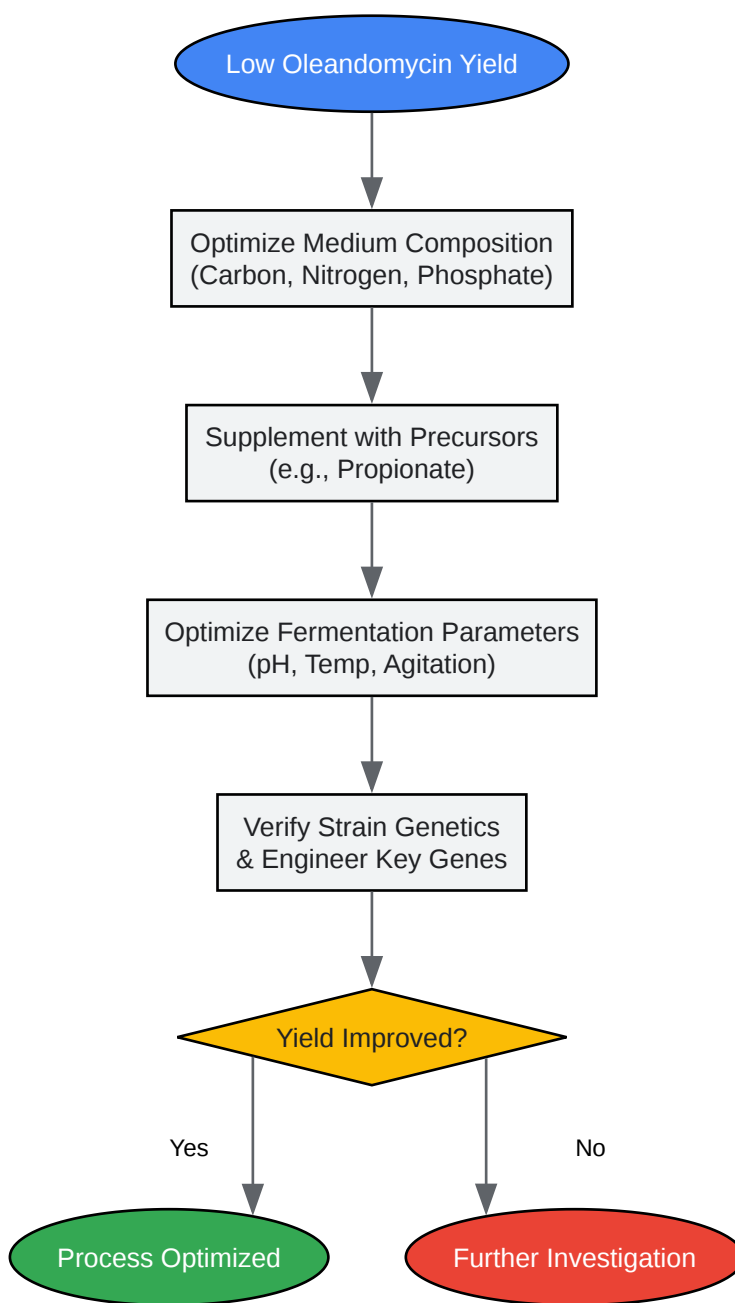 Low Oleandomycin Yield
Optimize Medium Composition
(Carbon, Nitrogen, Phosphate)
Supplement with Precursors
(e.g., Propionate)
Optimize Fermentation Parameters
(pH, Temp, Agitation)
Verify Strain Genetics
& Engineer Key Genes
Yield Improved?
Yes
No
Process Optimized
Further Investigation